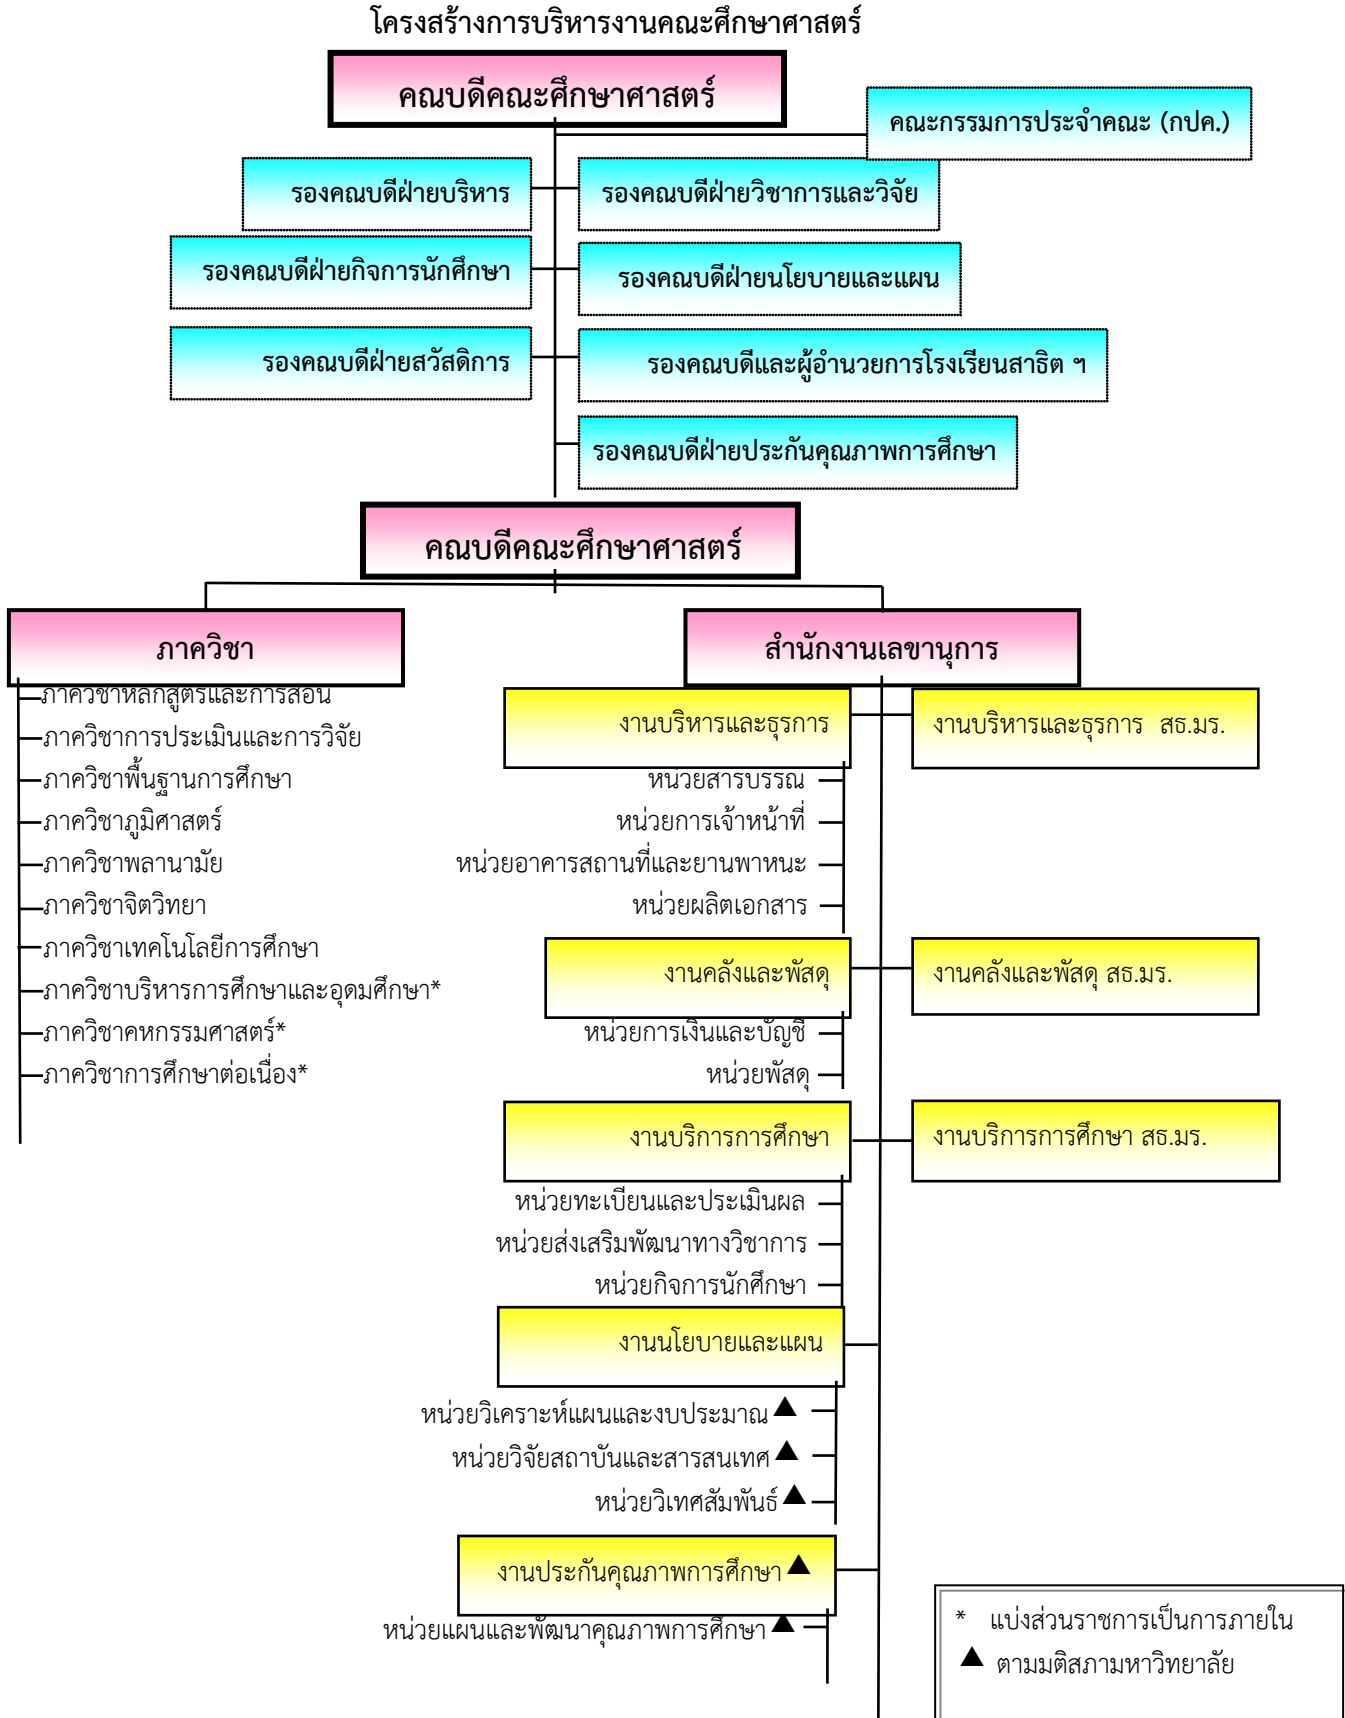 โครงสร้างการบริหารงานคณะศึกษาศาสตร์
คณบดีคณะศึกษาศาสตร์
คณะกรรมการประจำคณะ (กปค.)
รองคณบดีฝ่ายบริหาร
รองคณบดีฝ่ายวิชาการและวิจัย
รองคณบดีฝ่ายกิจการนักศึกษา
รองคณบดีฝ่ายนโยบายและแผน
รองคณบดีฝ่ายสวัสดิการ
รองคณบดีและผู้อำนวยการโรงเรียนสาธิต ฯ
รองคณบดีฝ่ายประกันคุณภาพการศึกษา
คณบดีคณะศึกษาศาสตร์
ภาควิชา
ภาควิชาหลักสูตรและการสอน
ภาควิชาการประเมินและการวิจัย
ภาควิชาพื้นฐานการศึกษา
ภาควิชาภูมิศาสตร์
ภาควิชาพลานามัย
ภาควิชาจิตวิทยา
ภาควิชาเทคโนโลยีการศึกษา
ภาควิชาบริหารการศึกษาและอุดมศึกษา*
ภาควิชาคหกรรมศาสตร์*
ภาควิชาการศึกษาต่อเนื่อง*
สำนักงานเลขานุการ
งานบริหารและธุรการ
งานบริหารและธุรการ สธ.มร.
หน่วยสารบรรณ
หน่วยการเจ้าหน้าที่
หน่วยอาคารสถานที่และยานพาหนะ
หน่วยผลิตเอกสาร
งานคลังและพัสดุ
งานคลังและพัสดุ สธ.มร.
หน่วยการเงินและบัญชี
หน่วยพัสดุ
งานบริการการศึกษา
งานบริการการศึกษา สธ.มร.
หน่วยทะเบียนและประเมินผล
หน่วยส่งเสริมพัฒนาทางวิชาการ
หน่วยกิจการนักศึกษา
งานนโยบายและแผน
หน่วยวิเคราะห์แผนและงบประมาณ ▲
หน่วยวิจัยสถาบันและสารสนเทศ ▲
หน่วยวิเทศสัมพันธ์ ▲
งานประกันคุณภาพการศึกษา ▲
หน่วยแผนและพัฒนาคุณภาพการศึกษา ▲
* แบ่งส่วนราชการเป็นการภายใน
▲ ตามมติสภามหาวิทยาลัย